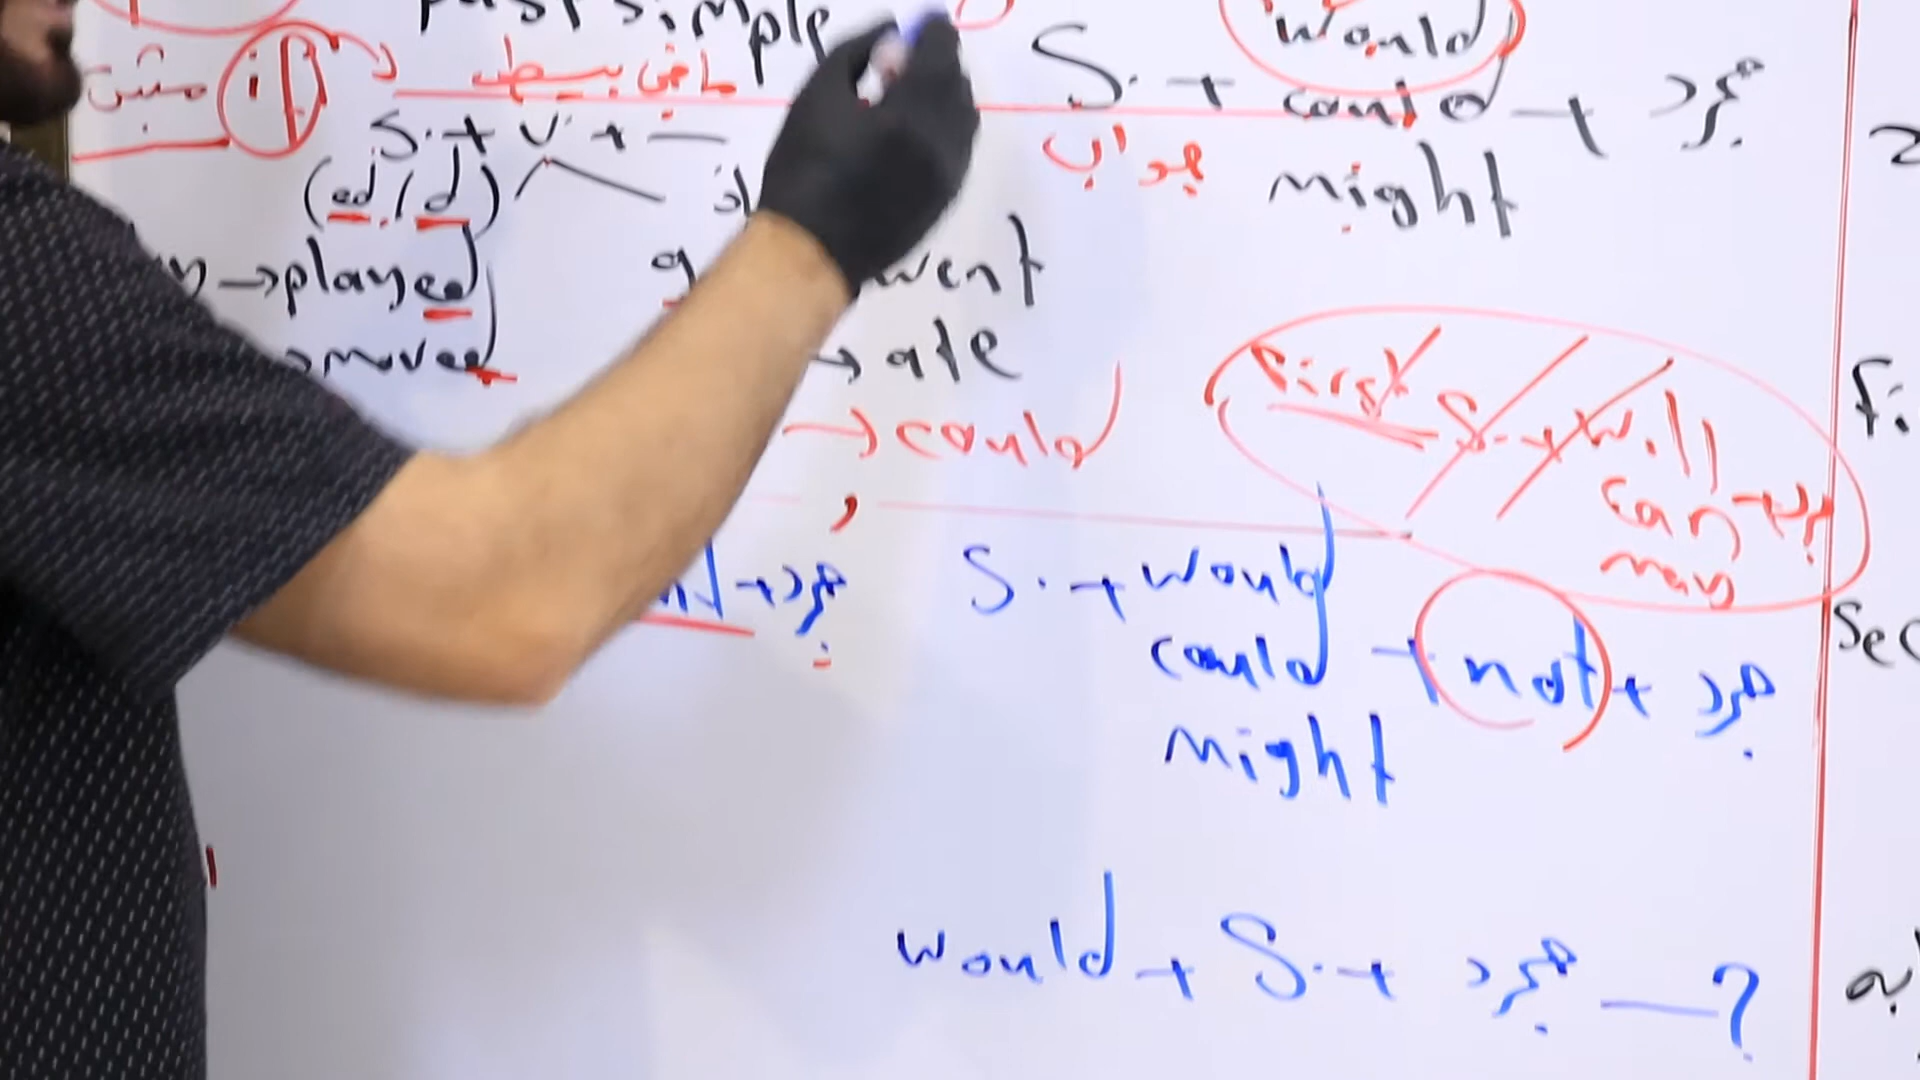 past simple
would
مثبت if ماضي بسيط
S. + V. + —
S. + could + مجرد
(ed / d)
جواب
might
→ played
went
→ moved
→ ate
first S. + will
can + مجرد
may
→ could
,
+ مجرد
S. + would
could + not + مجرد
might
would + S. + مجرد — ?